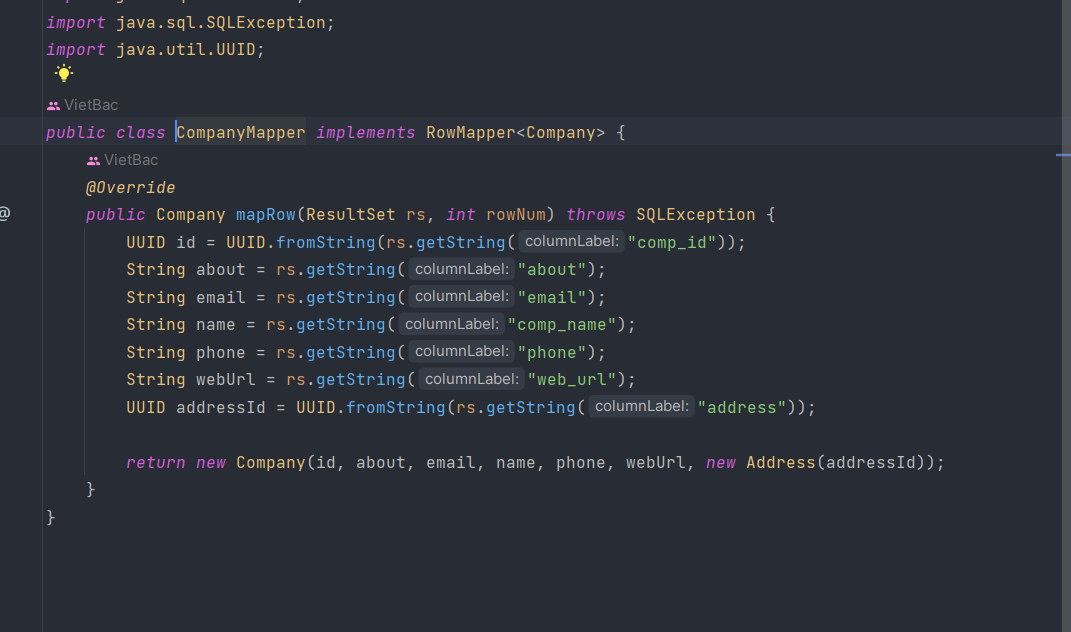 import java.sql.SQLException;
import java.util.UUID;
VietBac
public class CompanyMapper implements RowMapper<Company> {
VietBac
@Override
@
public Company mapRow(ResultSet rs, int rowNum) throws SQLException {
UUID id = UUID.fromString(rs.getString( columnLabel: "comp_id"));
String about = rs.getString( columnLabel: "about");
String email = rs.getString( columnLabel: "email");
String name = rs.getString( columnLabel: "comp_name");
String phone = rs.getString( columnLabel: "phone");
String webUrl = rs.getString( columnLabel: "web_url");
UUID addressId = UUID.fromString(rs.getString( columnLabel: "address"));
return new Company(id, about, email, name, phone, webUrl, new Address(addressId));
}
}